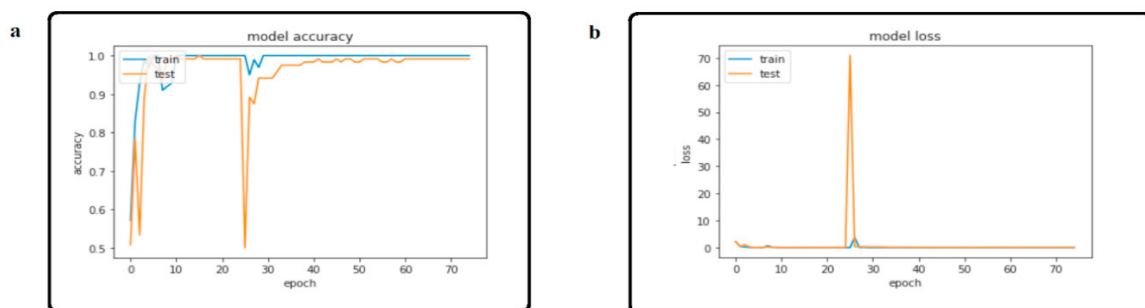 a
model accuracy
train
test
1.0
0.9
0.8
0.7
0.6
0.5
accuracy
0 10 20 30 40 50 60 70
epoch
b
model loss
train
test
70
60
50
40
30
20
10
0
loss
0 10 20 30 40 50 60 70
epoch